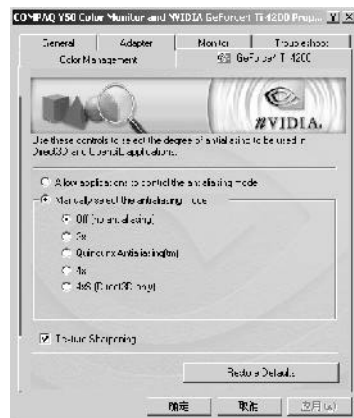 COMPAQ V50 Color Monitor and NVIDIA GeForce4 Ti 4200 Prop...
General Adapter Monitor Troubleshoot
Color Management GeForce4 Ti 4200
nVIDIA.
Use these controls to select the degree of antialiasing to be used in
Direct3D and OpenGL applications.
Allow applications to control the antialiasing mode
Manually select the antialiasing mode
Off (no antialiasing)
2x
Quincunx Antialiasing(tm)
4x
4xS (Direct3D only)
Texture Sharpening
Restore Defaults
确定 取消 应用(A)